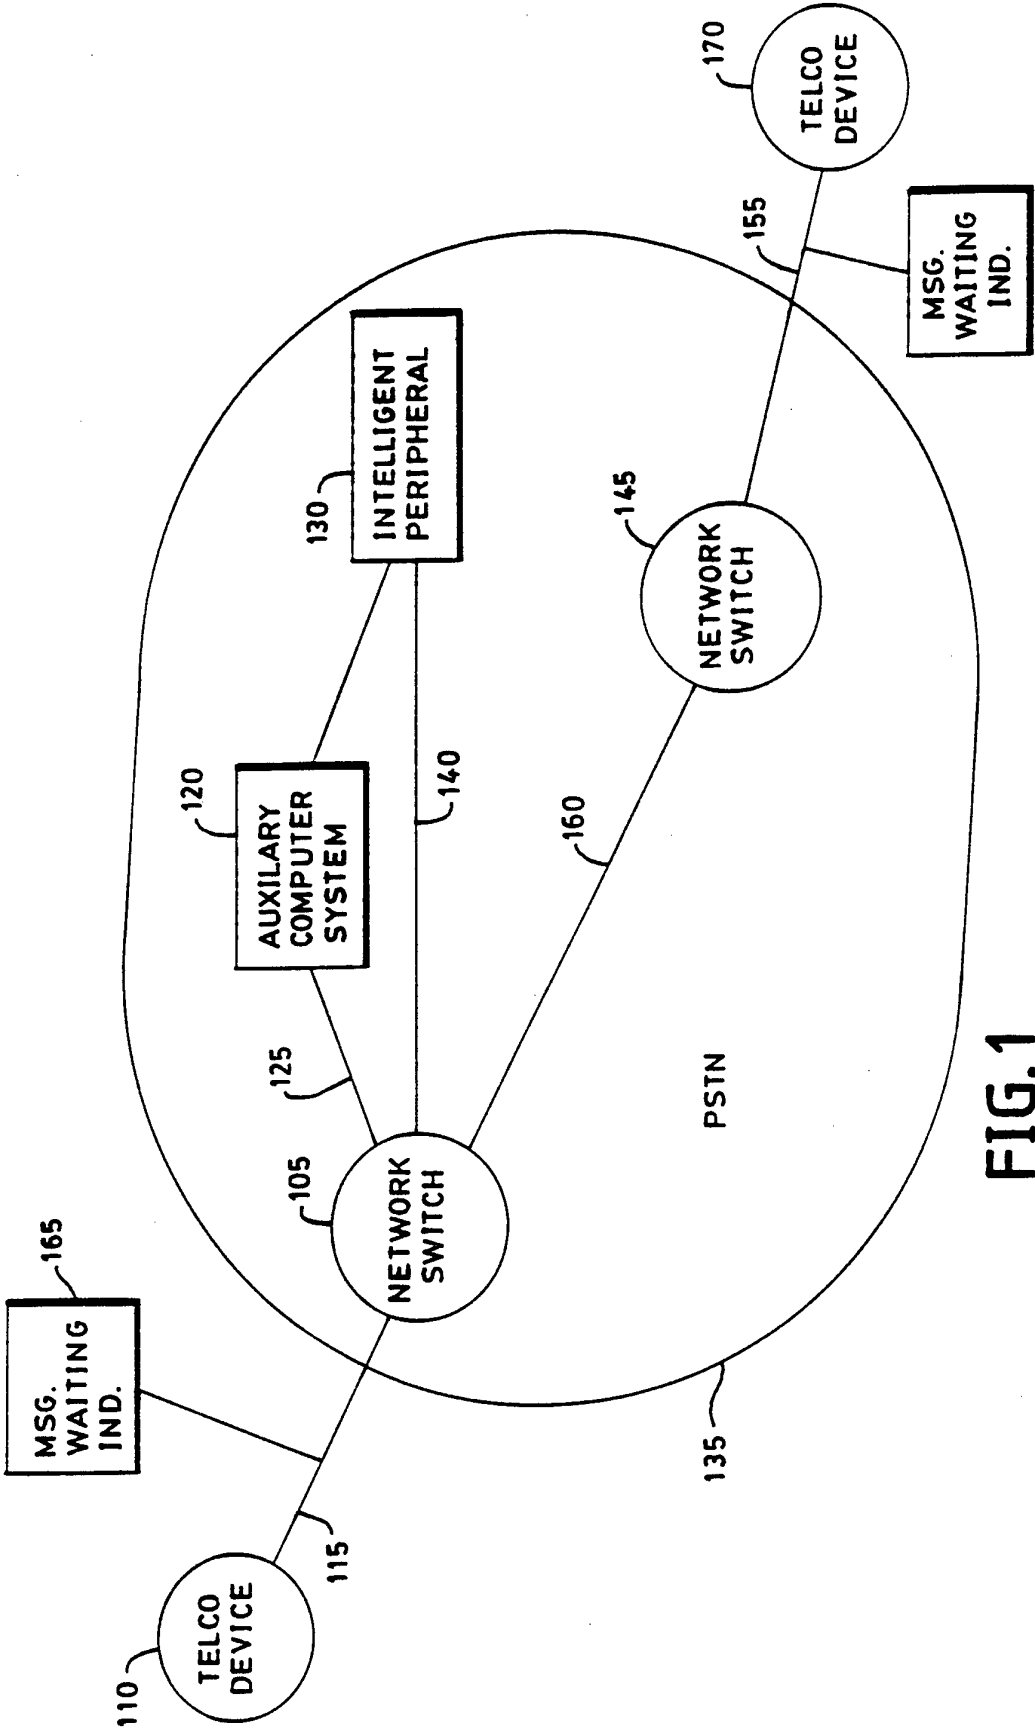 170
TELCO
DEVICE
155
MSG.
WAITING
IND.
130
INTELLIGENT
PERIPHERAL
145
NETWORK
SWITCH
120
AUXILARY
COMPUTER
SYSTEM
140
160
125
105
NETWORK
SWITCH
PSTN
165
MSG.
WAITING
IND.
135
115
110
TELCO
DEVICE
FIG.1